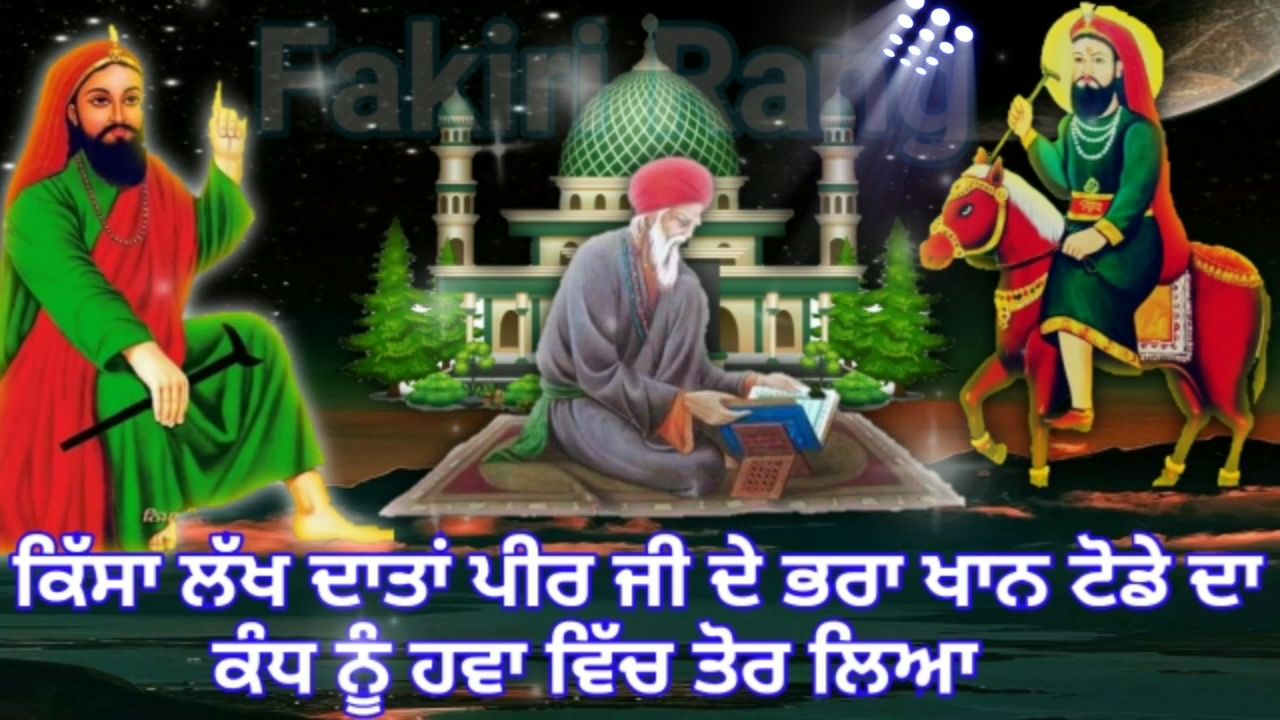 Fakiri Rang
ਕਿੱਸਾ ਲੱਖ ਦਾਤਾਂ ਪੀਰ ਜੀ ਦੇ ਭਰਾ ਖਾਨ ਟੋਡੇ ਦਾ
ਕੰਧ ਨੂੰ ਹਵਾ ਵਿੱਚ ਤੋਰ ਲਿਆ